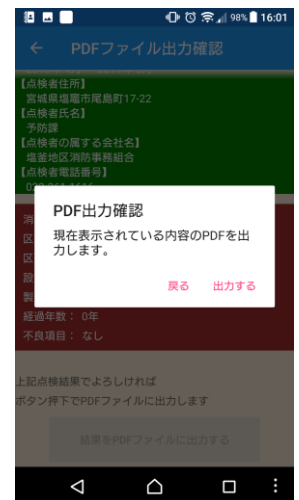 98% 16:01
PDFファイル出力確認
【点検者住所】
宮城県塩竈市尾島町17-22
【点検者氏名】
予防課
【点検者の属する会社名】
塩釜地区消防事務組合
【点検者電話番号】
PDF出力確認
現在表示されている内容のPDFを出
力します。
戻る 出力する
消
区
区
設
製
経過年数： 0年
不良項目： なし
上記点検結果でよろしければ
ボタン押下でPDFファイルに出力します
結果をPDFファイルに出力する